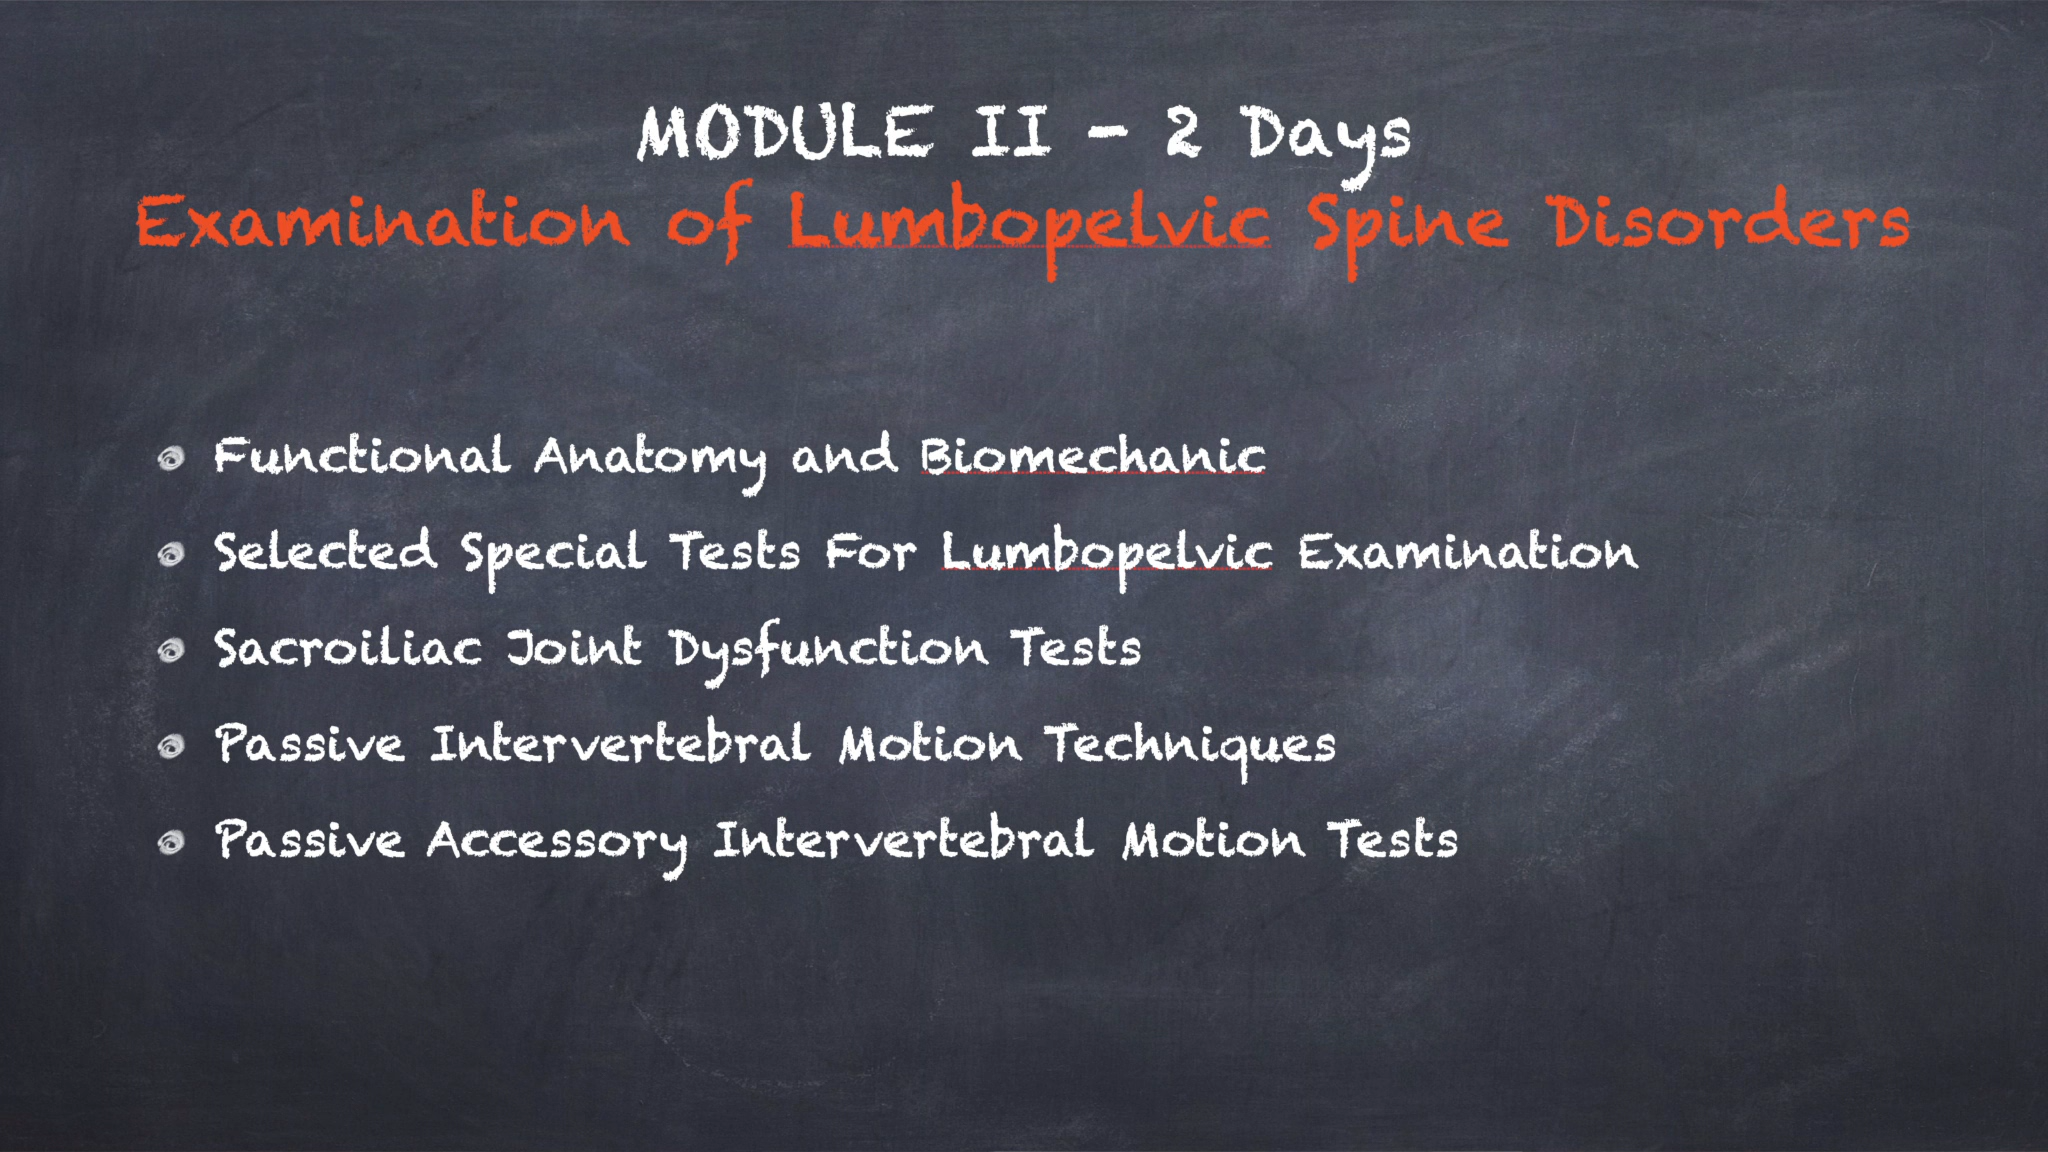 MODULE II - 2 Days
Examination of Lumbopelvic Spine Disorders
Functional Anatomy and Biomechanic
Selected Special Tests For Lumbopelvic Examination
Sacroiliac Joint Dysfunction Tests
Passive Intervertebral Motion Techniques
Passive Accessory Intervertebral Motion Tests